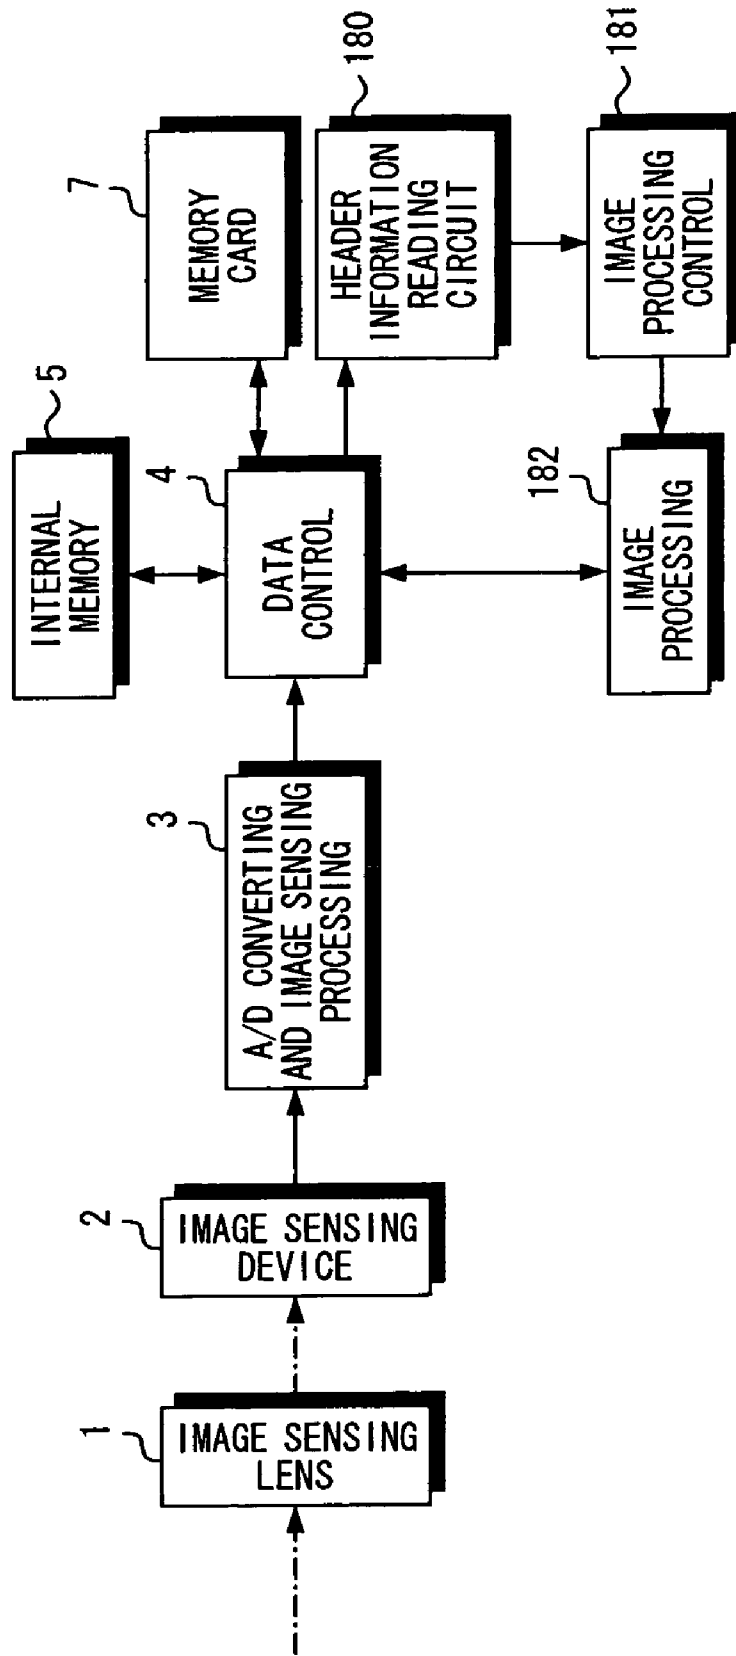 1
IMAGE SENSING
LENS
2
IMAGE SENSING
DEVICE
3
A/D CONVERTING
AND IMAGE SENSING
PROCESSING
4
DATA
CONTROL
5
INTERNAL
MEMORY
7
MEMORY
CARD
180
HEADER
INFORMATION
READING
CIRCUIT
181
IMAGE
PROCESSING
CONTROL
182
IMAGE
PROCESSING